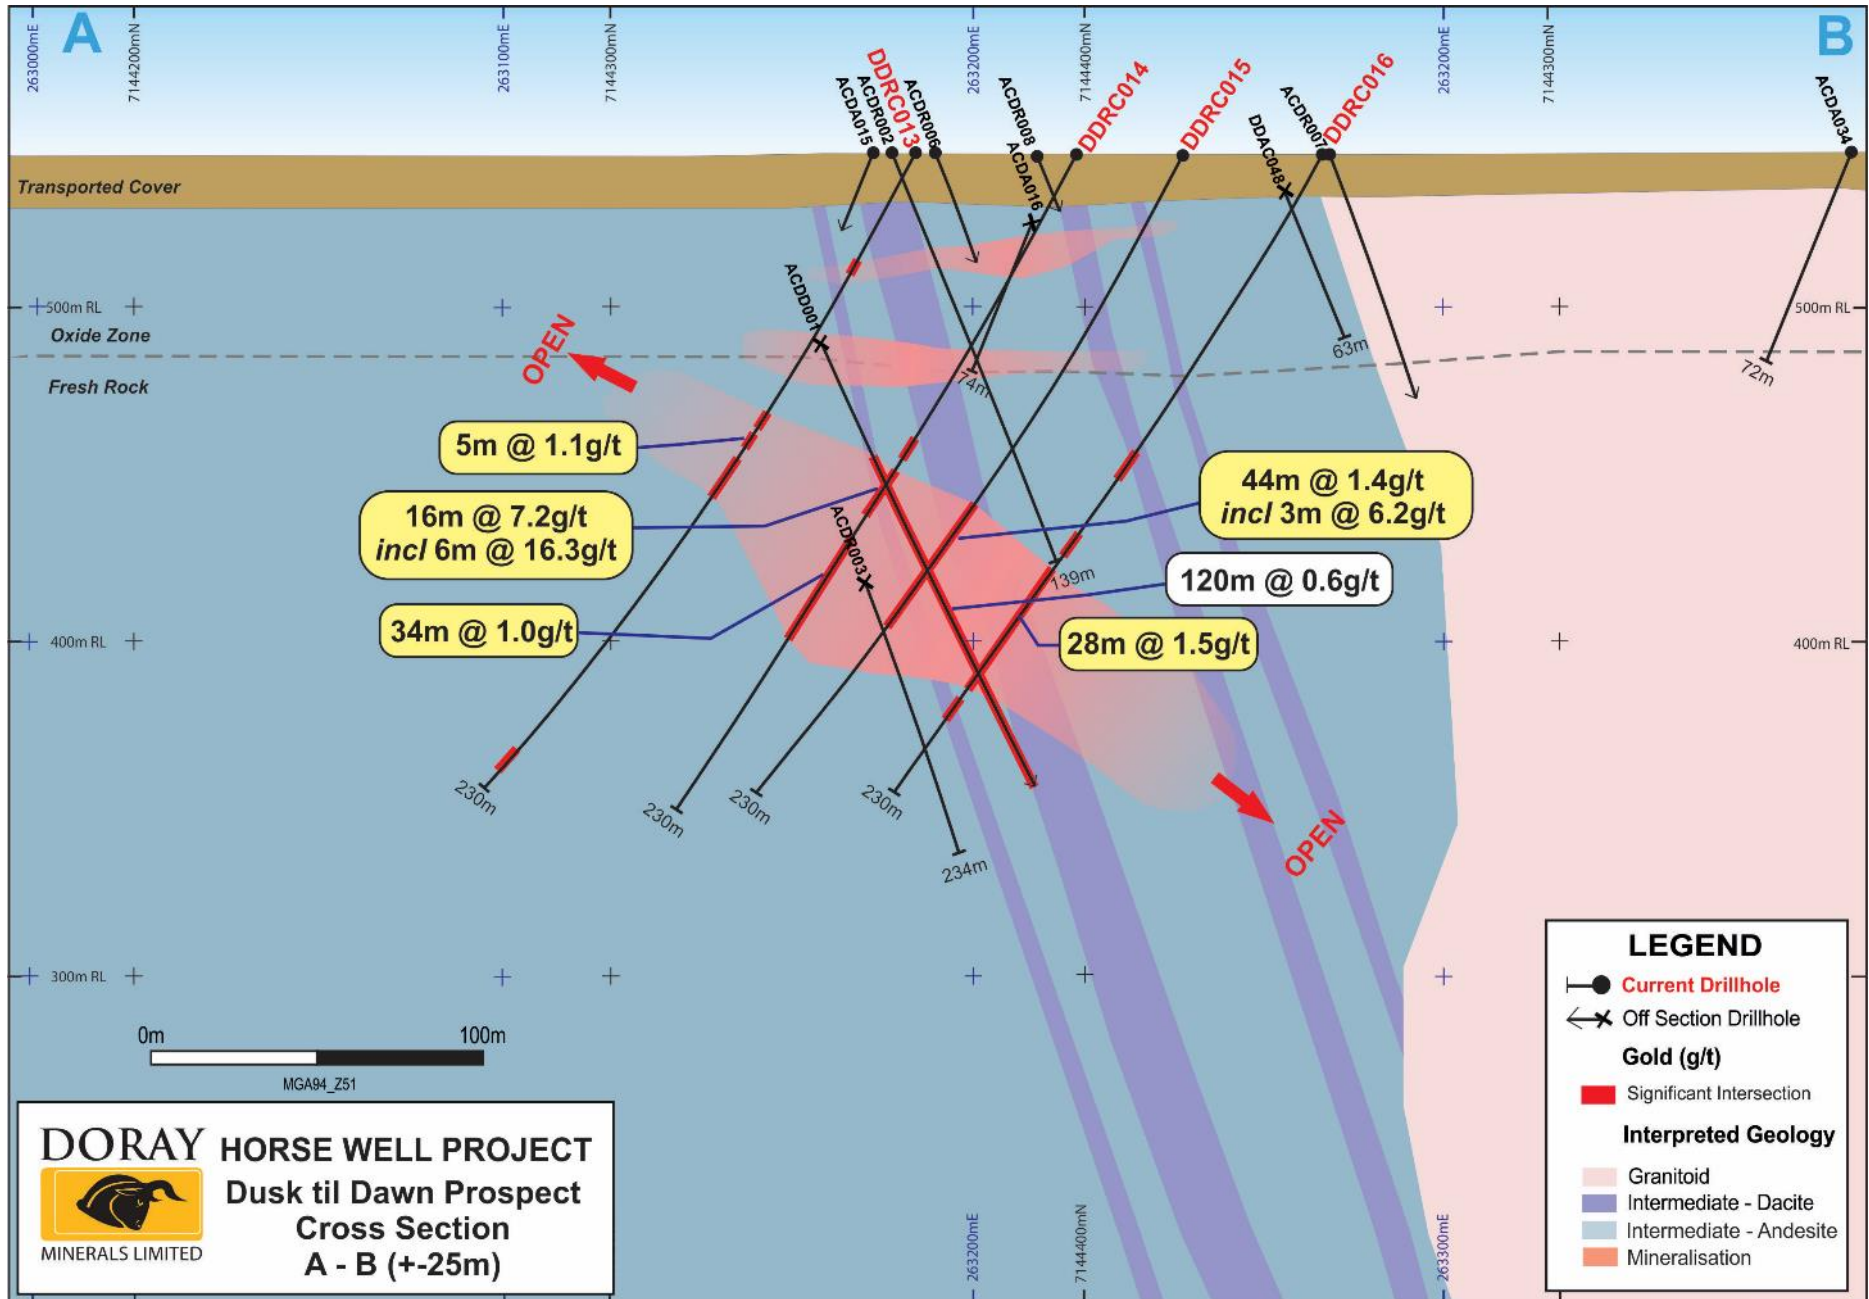 A
B
263000mE
7144200mN
263100mE
7144300mN
263200mE
7144400mN
263200mE
7144300mN
ACDA015
ACDR002
DDRC013
ACDR006
ACDR008
ACDA016
DDRC014
DDRC015
DDAC048
ACDR007
DDRC016
ACDA034
Transported Cover
500m RL
500m RL
Oxide Zone
Fresh Rock
OPEN
ACDD001
74m
63m
72m
5m @ 1.1g/t
16m @ 7.2g/t
incl 6m @ 16.3g/t
44m @ 1.4g/t
incl 3m @ 6.2g/t
ACDR003
139m
120m @ 0.6g/t
34m @ 1.0g/t
28m @ 1.5g/t
400m RL
400m RL
230m
230m
230m
230m
234m
OPEN
300m RL
0m 100m
MGA94_Z51
263200mE
7144400mN
263300mE
DORAY
MINERALS LIMITED
HORSE WELL PROJECT
Dusk til Dawn Prospect
Cross Section
A - B (+-25m)
LEGEND
Current Drillhole
Off Section Drillhole
Gold (g/t)
Significant Intersection
Interpreted Geology
Granitoid
Intermediate - Dacite
Intermediate - Andesite
Mineralisation